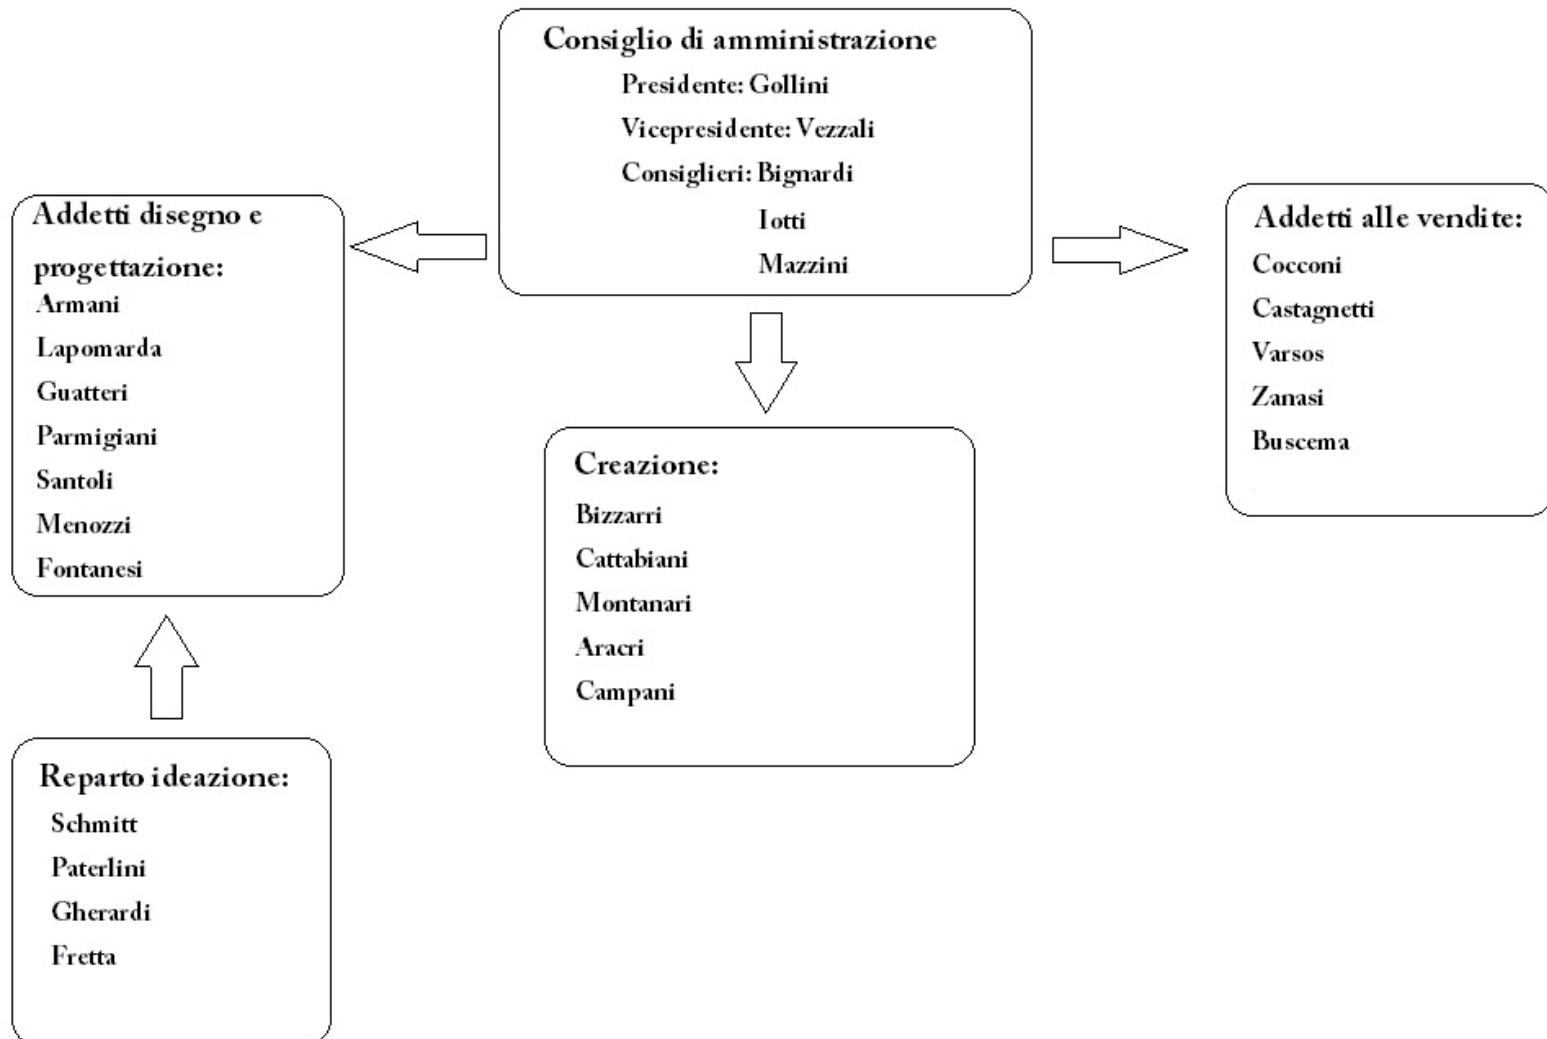 Consiglio di amministrazione
Presidente: Gollini
Vicepresidente: Vezzali
Consiglieri: Bignardi
Iotti
Mazzini
Addetti disegno e
progettazione:
Armani
Lapomarda
Guatteri
Parmigiani
Santoli
Menozzi
Fontanesi
Addetti alle vendite:
Cocconi
Castagnetti
Varsos
Zanasi
Buscema
Creazione:
Bizzarri
Cattabiani
Montanari
Aracri
Campani
Reparto ideazione:
Schmitt
Paterlini
Gherardi
Fretta